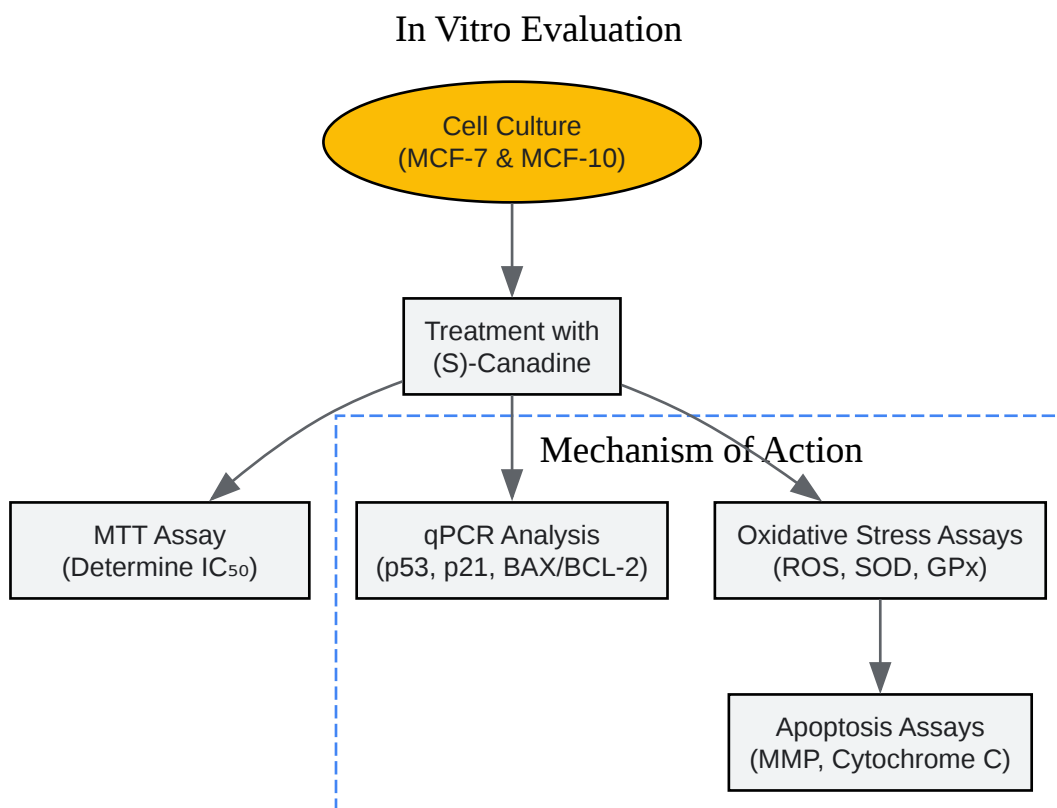 In Vitro Evaluation
Cell Culture
(MCF-7 & MCF-10)
Treatment with
(S)-Canadine
Mechanism of Action
MTT Assay
(Determine IC₅₀)
qPCR Analysis
(p53, p21, BAX/BCL-2)
Oxidative Stress Assays
(ROS, SOD, GPx)
Apoptosis Assays
(MMP, Cytochrome C)